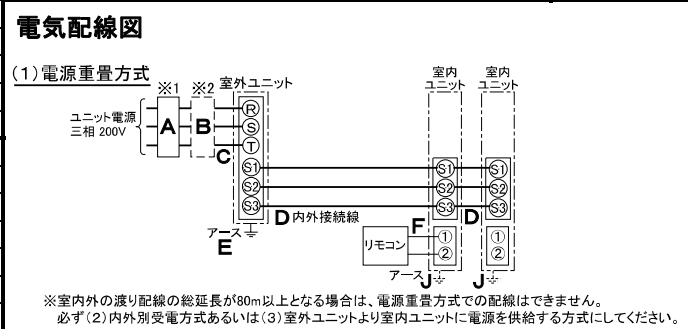 電気配線図
(1)電源重畳方式
※1 ※2 室外ユニット
室内ユニット
室内ユニット
ユニット電源
三相 200V
A
B
C
R
S
T
S1
S2
S3
S1
S2
S3
S1
S2
S3
D 内外接続線
D
アース
E
F
リモコン
①
②
①
②
アース J
J
※室内外の渡り配線の総延長が80m以上となる場合は、電源重畳方式での配線はできません。
必ず(2)内外別受電方式あるいは(3)室外ユニットより室内ユニットに電源を供給する方式にしてください。